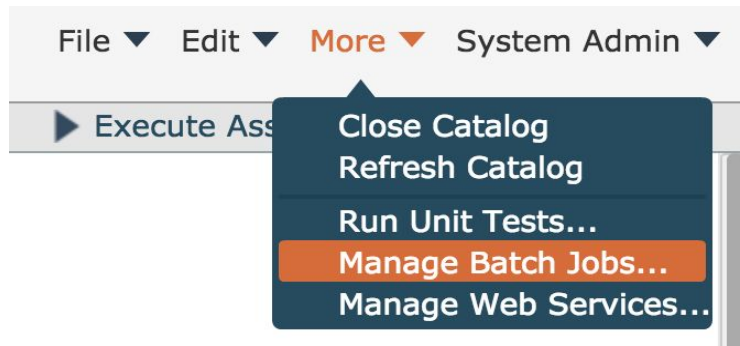 File Edit More System Admin
Execute Ass
Close Catalog
Refresh Catalog
Run Unit Tests...
Manage Batch Jobs...
Manage Web Services...